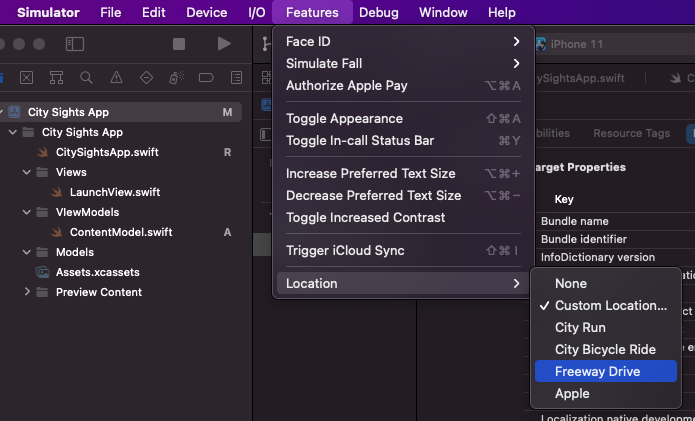 Simulator File Edit Device I/O Features Debug Window Help
iPhone 11
Face ID
Simulate Fall
Authorize Apple Pay ⌥⌘A
Toggle Appearance ⇧⌘A
Toggle In-call Status Bar ⌘Y
Increase Preferred Text Size ⌥⌘+
Decrease Preferred Text Size ⌥⌘−
Toggle Increased Contrast
Trigger iCloud Sync ⇧⌘I
Location
None
✓ Custom Location...
City Run
City Bicycle Ride
Freeway Drive
Apple
City Sights App M
City Sights App
CitySightsApp.swift R
Views
LaunchView.swift
VIewModels
ContentModel.swift A
Models
Assets.xcassets
Preview Content
ySightsApp.swift
C
bilities Resource Tags
arget Properties
Key
Bundle name
Bundle identifier
InfoDictionary version
Localization native developmen